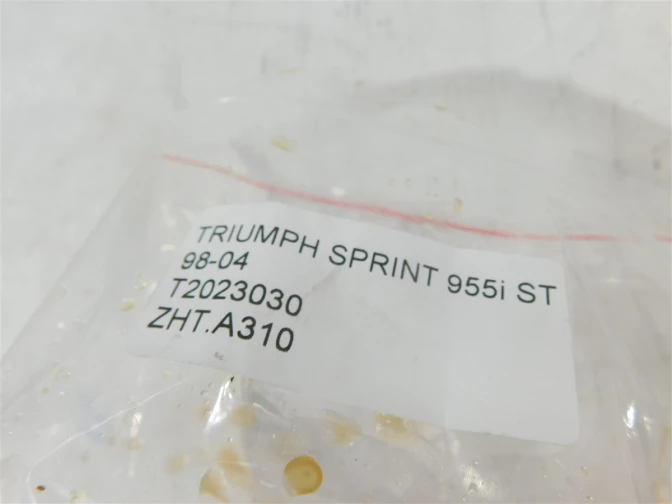 TRIUMPH SPRINT 955i ST
98-04
T2023030
ZHT.A310